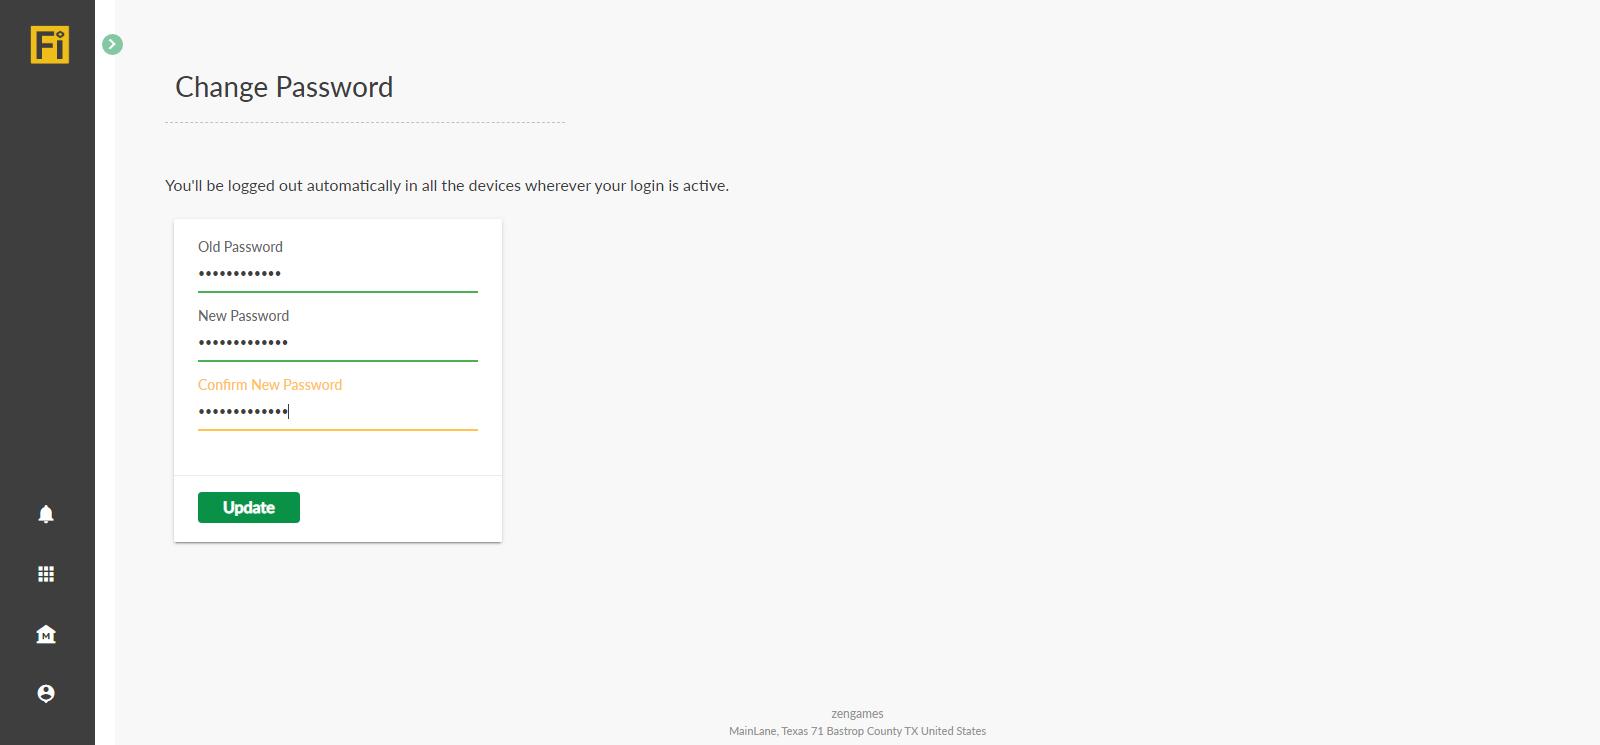 Fi
Change Password
You'll be logged out automatically in all the devices wherever your login is active.
Old Password
••••••••••••
New Password
•••••••••••••
Confirm New Password
•••••••••••••
Update
M
zengames
MainLane, Texas 71 Bastrop County TX United States